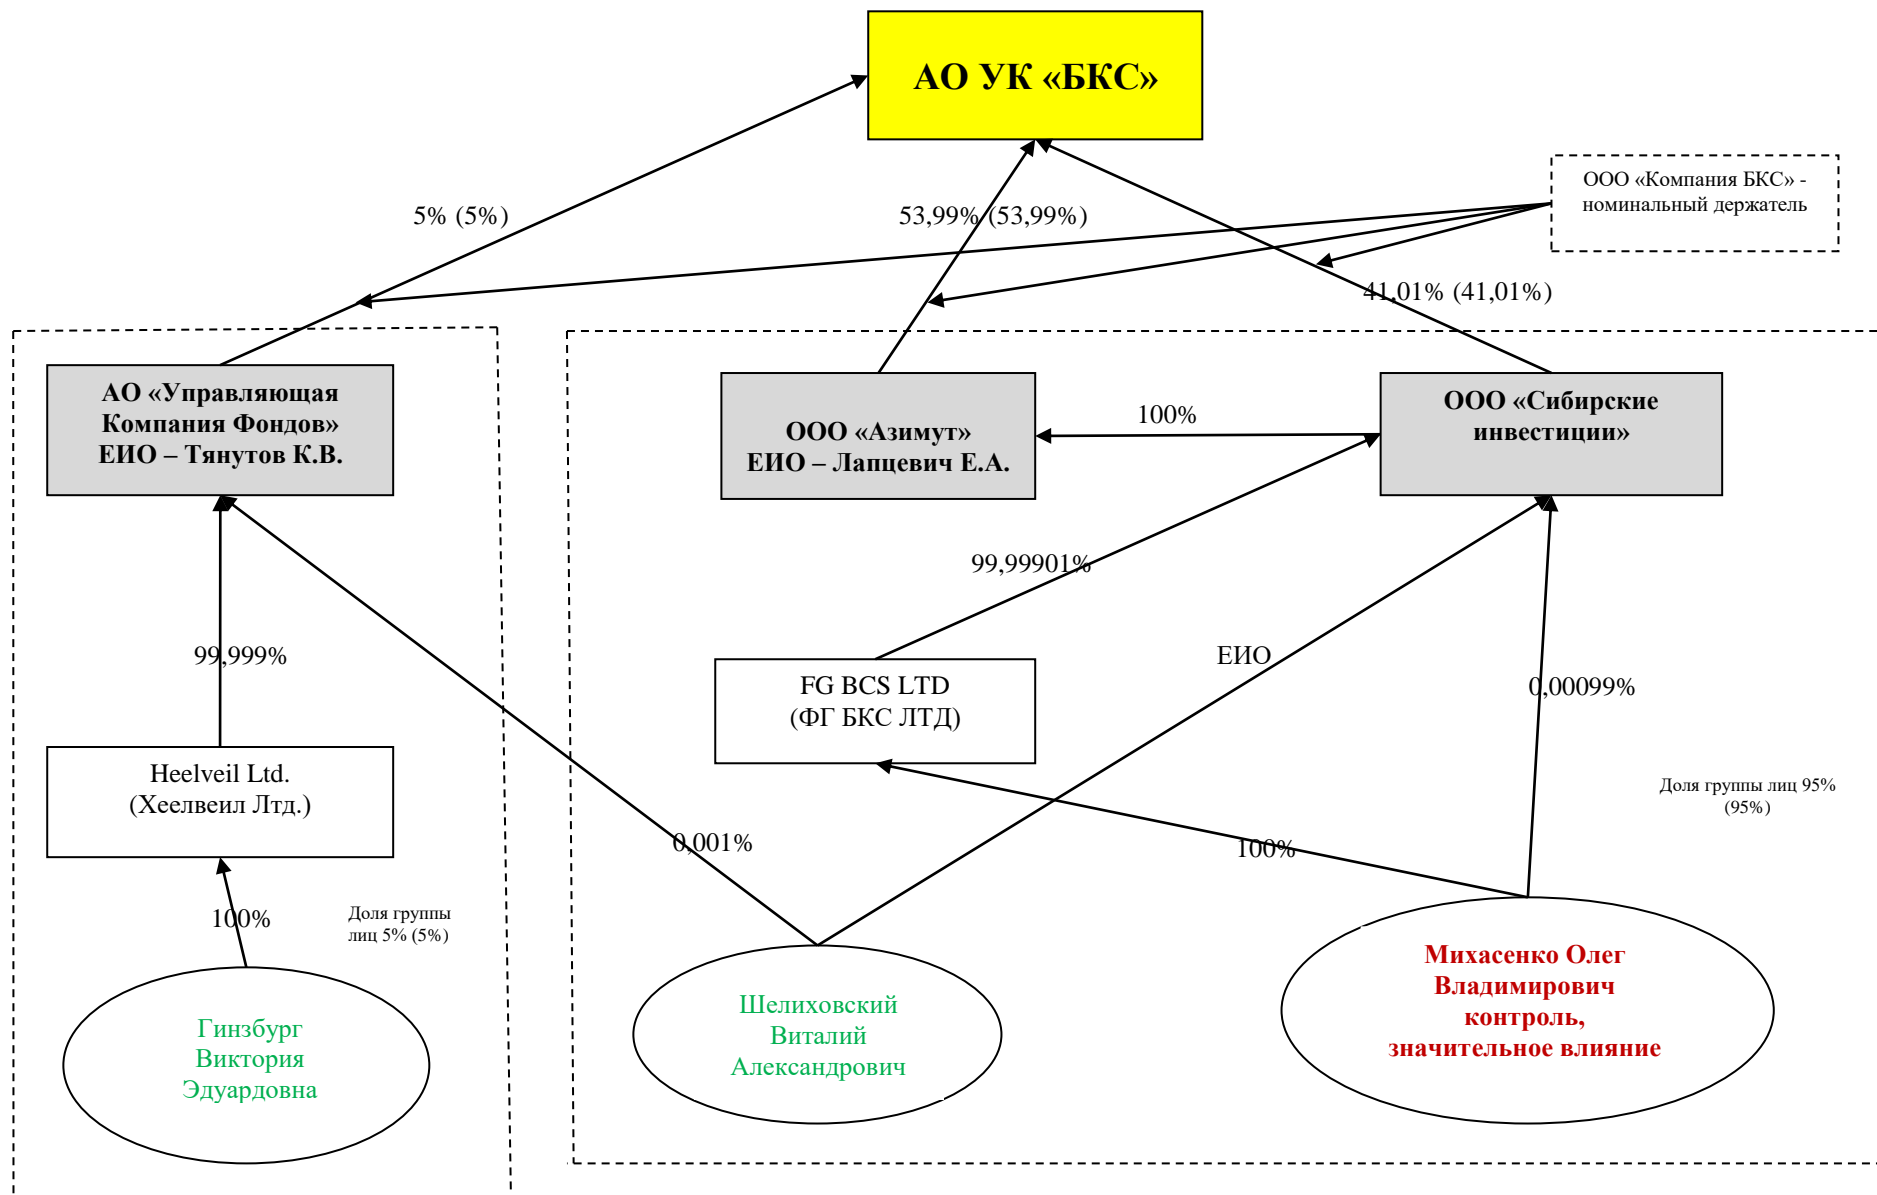 АО УК «БКС»
ООО «Компания БКС» -
номинальный держатель
5% (5%)
53,99% (53,99%)
41,01% (41,01%)
АО «Управляющая
Компания Фондов»
ЕИО – Тянутов К.В.
ООО «Азимут»
ЕИО – Лапцевич Е.А.
100%
ООО «Сибирские
инвестиции»
99,99901%
99,999%
ЕИО
0,00099%
FG BCS LTD
(ФГ БКС ЛТД)
Heelveil Ltd.
(Хеелвеил Лтд.)
Доля группы лиц 95%
(95%)
0,001%
100%
100%
Доля группы
лиц 5% (5%)
Гинзбург
Виктория
Эдуардовна
Шелиховский
Виталий
Александрович
Михасенко Олег
Владимирович
контроль,
значительное влияние